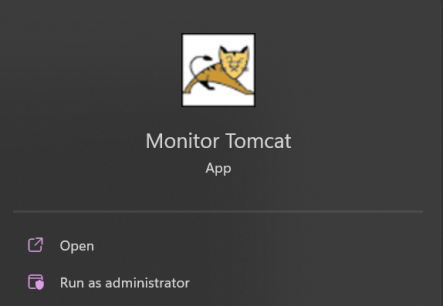 Monitor Tomcat
App
Open
Run as administrator